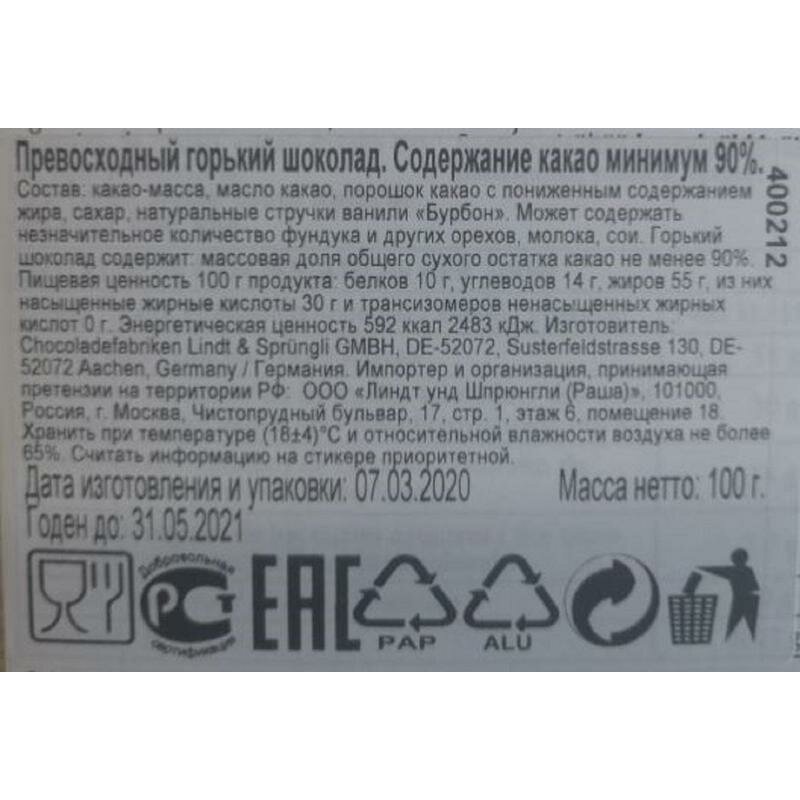 Превосходный горький шоколад. Содержание какао минимум 90%.
Состав: какао-масса, масло какао, порошок какао с пониженным содержанием
жира, сахар, натуральные стручки ванили «Бурбон». Может содержать
незначительное количество фундука и других орехов, молока, сои. Горький
шоколад содержит: массовая доля общего сухого остатка какао не менее 90%.
Пищевая ценность 100 г продукта: белков 10 г, углеводов 14 г, жиров 55 г, из них
насыщенные жирные кислоты 30 г и трансизомеров ненасыщенных жирных
кислот 0 г. Энергетическая ценность 592 ккал 2483 кДж. Изготовитель:
Chocoladefabriken Lindt & Sprüngli GMBH, DE-52072, Susterfeldstrasse 130, DE-
52072 Aachen, Germany / Германия. Импортер и организация, принимающая
претензии на территории РФ: ООО «Линдт унд Шпрюнгли (Раша)», 101000,
Россия, г. Москва, Чистопрудный бульвар, 17, стр. 1, этаж 6, помещение 18.
Хранить при температуре (18±4)°C и относительной влажности воздуха не более
65%. Считать информацию на стикере приоритетной.
Дата изготовления и упаковки: 07.03.2020 Масса нетто: 100 г.
Годен до: 31.05.2021
400212
Добровольная
РСТ
сертификация
EAC
PAP
ALU